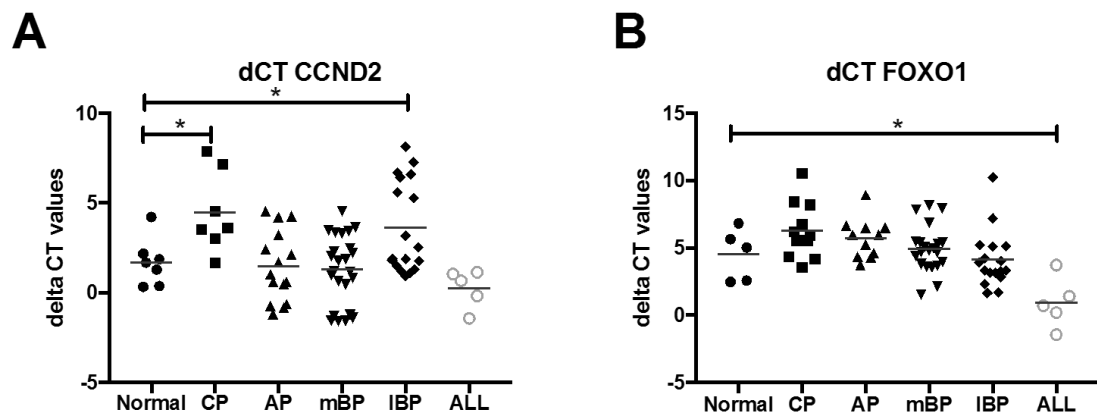 A
dCT CCND2
*
*
delta CT values
10
5
0
-5
Normal CP AP mBP lBP ALL
B
dCT FOXO1
*
delta CT values
15
10
5
0
-5
Normal CP AP mBP lBP ALL